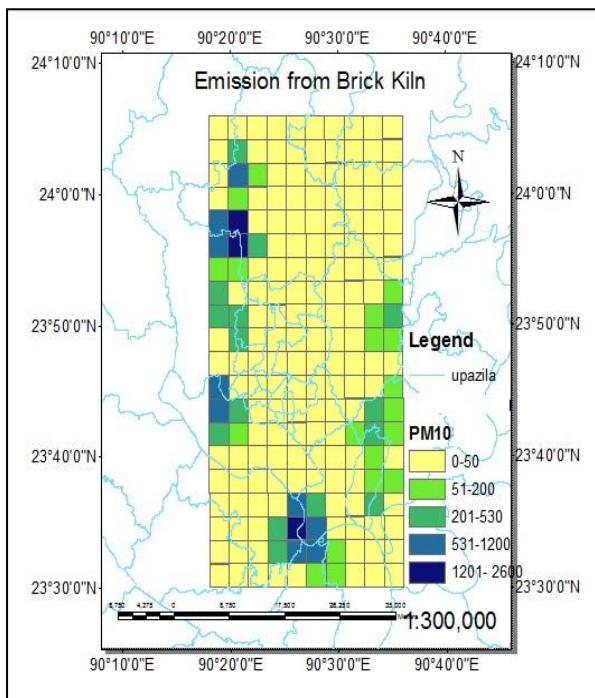 90°10'0"E 90°20'0"E 90°30'0"E 90°40'0"E
24°10'0"N 24°10'0"N
Emission from Brick Kiln
N
24°0'0"N 24°0'0"N
23°50'0"N 23°50'0"N
Legend
upazila
PM10
23°40'0"N 23°40'0"N
0-50
51-200
201-530
531-1200
1201- 2600
23°30'0"N 23°30'0"N
4,375 0
1:300,000
90°10'0"E 90°20'0"E 90°30'0"E 90°40'0"E